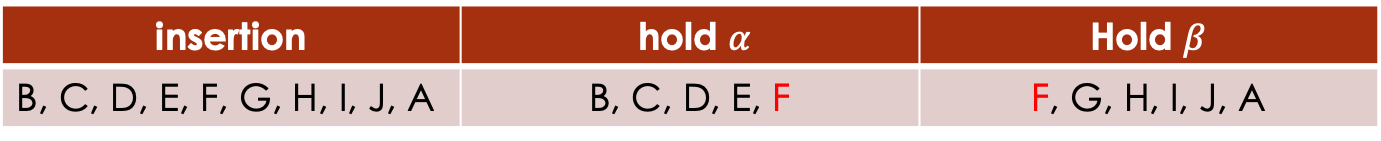 insertion hold α Hold β
B, C, D, E, F, G, H, I, J, A B, C, D, E, F F, G, H, I, J, A